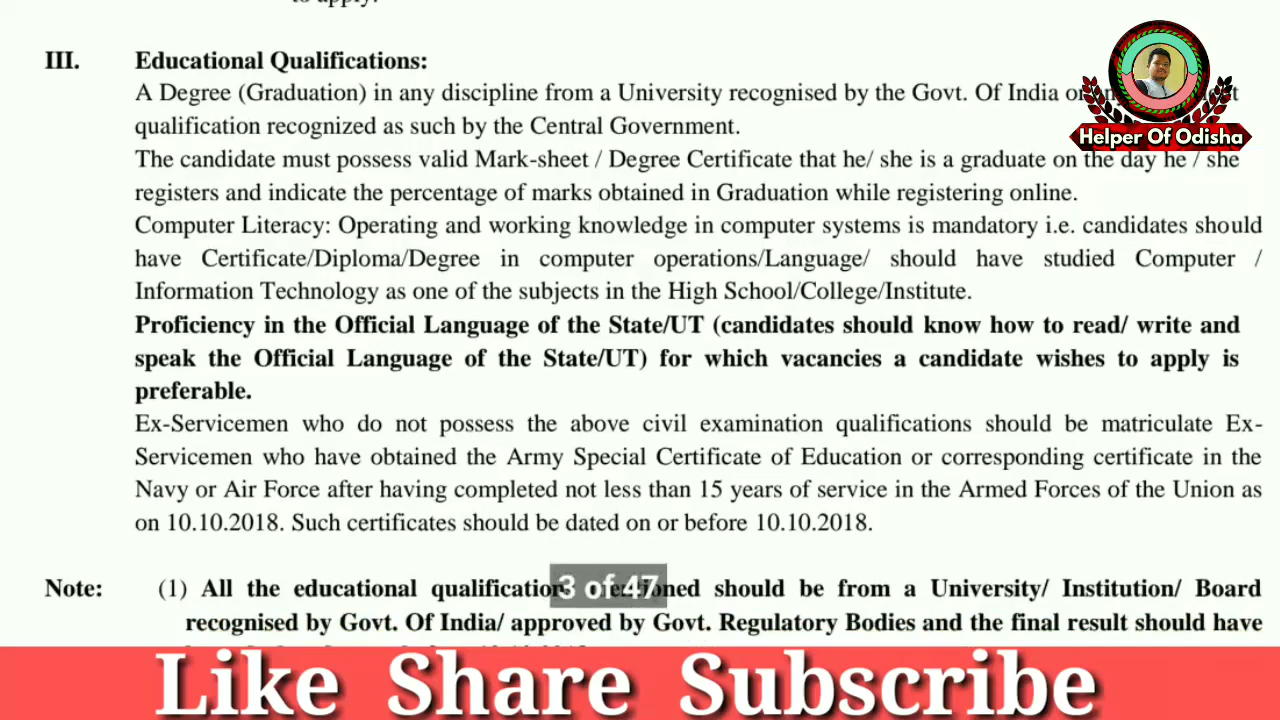 to apply.
III. Educational Qualifications:
A Degree (Graduation) in any discipline from a University recognised by the Govt. Of India or
qualification recognized as such by the Central Government.
Helper Of Odisha
The candidate must possess valid Mark-sheet / Degree Certificate that he/ she is a graduate on the day he / she
registers and indicate the percentage of marks obtained in Graduation while registering online.
Computer Literacy: Operating and working knowledge in computer systems is mandatory i.e. candidates should
have Certificate/Diploma/Degree in computer operations/Language/ should have studied Computer /
Information Technology as one of the subjects in the High School/College/Institute.
Proficiency in the Official Language of the State/UT (candidates should know how to read/ write and
speak the Official Language of the State/UT) for which vacancies a candidate wishes to apply is
preferable.
Ex-Servicemen who do not possess the above civil examination qualifications should be matriculate Ex-
Servicemen who have obtained the Army Special Certificate of Education or corresponding certificate in the
Navy or Air Force after having completed not less than 15 years of service in the Armed Forces of the Union as
on 10.10.2018. Such certificates should be dated on or before 10.10.2018.
Note: (1) All the educational qualifications should be from a University/ Institution/ Board
3 of 47
recognised by Govt. Of India/ approved by Govt. Regulatory Bodies and the final result should have
Like Share Subscribe